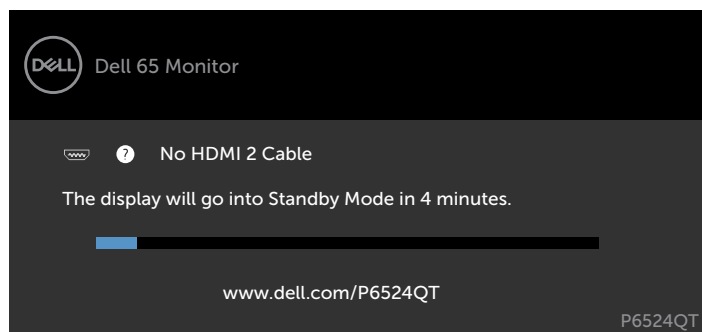 DELL
Dell 65 Monitor
? No HDMI 2 Cable
The display will go into Standby Mode in 4 minutes.
www.dell.com/P6524QT
P6524QT